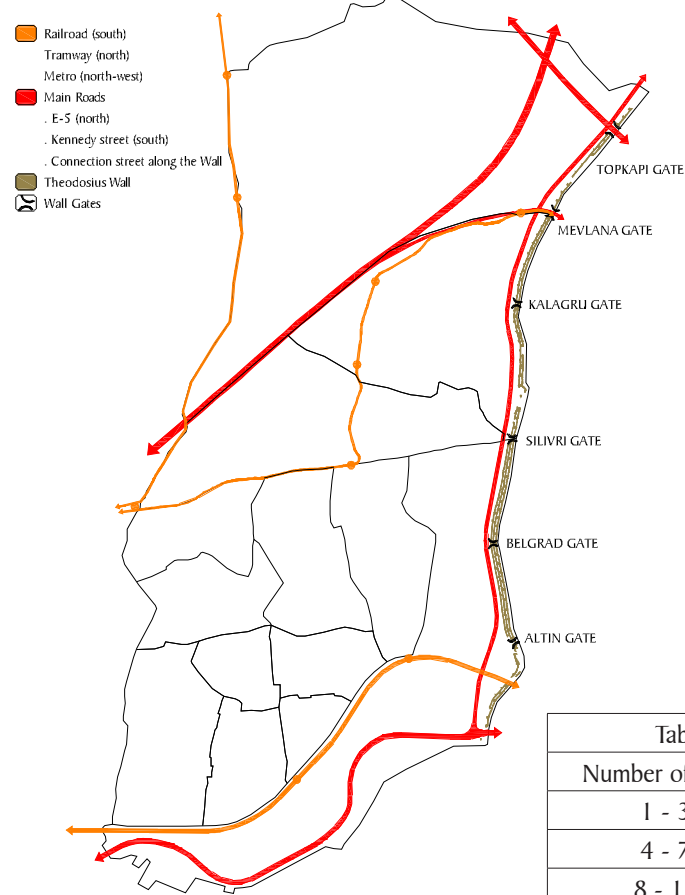 Railroad (south)
Tramway (north)
Metro (north-west)
Main Roads
. E-5 (north)
. Kennedy street (south)
. Connection street along the Wall
Theodosius Wall
Wall Gates
TOPKAPI GATE
MEVLANA GATE
KALAGRU GATE
SILIVRI GATE
BELGRAD GATE
ALTIN GATE
Number of
1 - 3
4 - 7